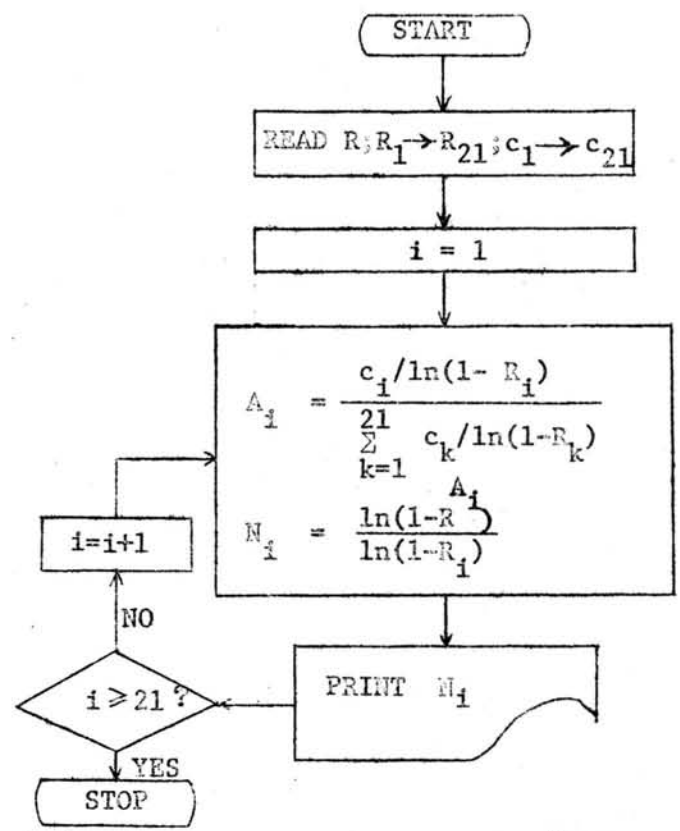 START
READ R;R₁→R₂₁;c₁→c₂₁
i = 1
Aᵢ = cᵢ/ln(1- Rᵢ)
21
Σ cₖ/ln(1-Rₖ)
k=1
Nᵢ = ln(1-R^Aᵢ)
ln(1-Rᵢ)
i=i+1
NO
PRINT Nᵢ
i ⩾ 21 ?
YES
STOP